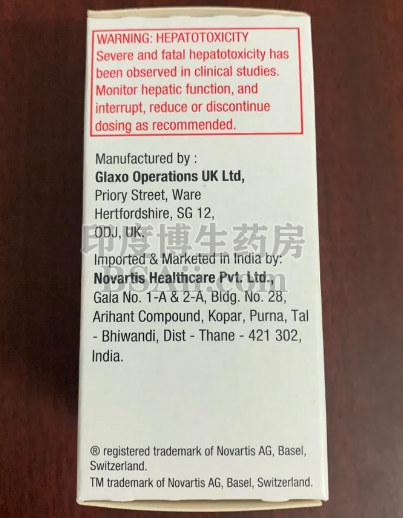 WARNING: HEPATOTOXICITY
Severe and fatal hepatotoxicity has
been observed in clinical studies.
Monitor hepatic function, and
interrupt, reduce or discontinue
dosing as recommended.
Manufactured by :
Glaxo Operations UK Ltd,
Priory Street, Ware
Hertfordshire, SG 12,
ODJ, UK.
印度博生药房
Imported & Marketed in India by:
BSAii.com
Novartis Healthcare Pvt. Ltd.,
Gala No. 1-A & 2-A, Bldg. No. 28,
Arihant Compound, Kopar, Purna, Tal
- Bhiwandi, Dist - Thane - 421 302,
India.
® registered trademark of Novartis AG, Basel,
Switzerland.
TM trademark of Novartis AG, Basel, Switzerland.